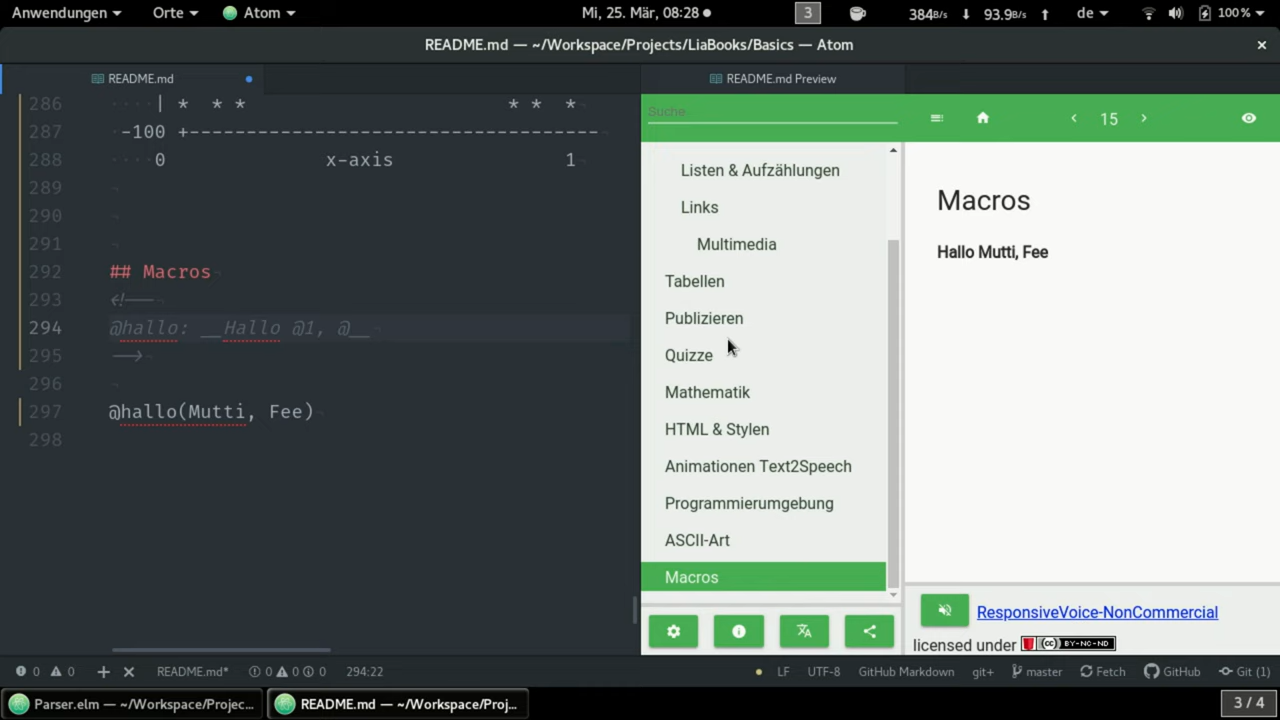 Anwendungen Orte Atom Mi, 25. Mär, 08:28 3 384B/s 93.9B/s de 100%
README.md — ~/Workspace/Projects/LiaBooks/Basics — Atom
README.md
README.md Preview
286 | * * * * * *
287 -100 +------------------------------------
288 0 x-axis 1
289
290
291
292 ## Macros
293 <!--
294 @hallo: __Hallo @1, @__
295 -->
296
297 @hallo(Mutti, Fee)
298
Suche
Listen & Aufzählungen
Links
Multimedia
Tabellen
Publizieren
Quizze
Mathematik
HTML & Stylen
Animationen Text2Speech
Programmierumgebung
ASCII-Art
Macros
15
Macros
Hallo Mutti, Fee
ResponsiveVoice-NonCommercial
licensed under CC BY-NC-ND
0 0 README.md* 0 0 0 294:22 LF UTF-8 GitHub Markdown git+ master Fetch GitHub Git (1)
Parser.elm — ~/Workspace/Projec... README.md — ~/Workspace/Proj... 3 / 4